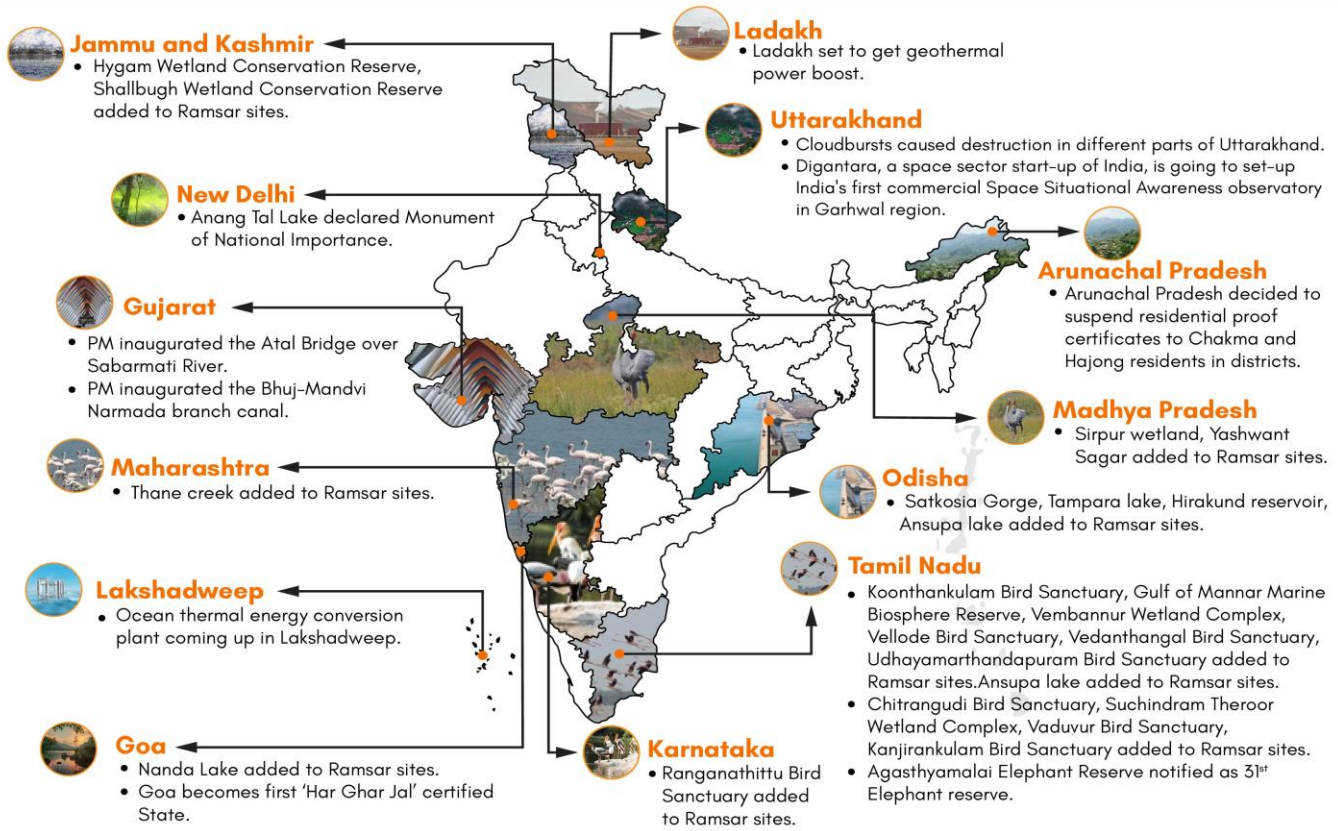 Jammu and Kashmir
• Hygam Wetland Conservation Reserve,
Shallbugh Wetland Conservation Reserve
added to Ramsar sites.
Ladakh
• Ladakh set to get geothermal
power boost.
Uttarakhand
• Cloudbursts caused destruction in different parts of Uttarakhand.
• Digantara, a space sector start-up of India, is going to set-up
India's first commercial Space Situational Awareness observatory
in Garhwal region.
New Delhi
• Anang Tal Lake declared Monument
of National Importance.
Arunachal Pradesh
• Arunachal Pradesh decided to
suspend residential proof
certificates to Chakma and
Hajong residents in districts.
Gujarat
• PM inaugurated the Atal Bridge over
Sabarmati River.
• PM inaugurated the Bhuj-Mandvi
Narmada branch canal.
Madhya Pradesh
• Sirpur wetland, Yashwant
Sagar added to Ramsar sites.
Maharashtra
• Thane creek added to Ramsar sites.
Odisha
• Satkosia Gorge, Tampara lake, Hirakund reservoir,
Ansupa lake added to Ramsar sites.
Lakshadweep
• Ocean thermal energy conversion
plant coming up in Lakshadweep.
Tamil Nadu
• Koonthankulam Bird Sanctuary, Gulf of Mannar Marine
Biosphere Reserve, Vembannur Wetland Complex,
Vellode Bird Sanctuary, Vedanthangal Bird Sanctuary,
Udhayamarthandapuram Bird Sanctuary added to
Ramsar sites.Ansupa lake added to Ramsar sites.
• Chitrangudi Bird Sanctuary, Suchindram Theroor
Wetland Complex, Vaduvur Bird Sanctuary,
Kanjirankulam Bird Sanctuary added to Ramsar sites.
• Agasthyamalai Elephant Reserve notified as 31st
Elephant reserve.
Goa
• Nanda Lake added to Ramsar sites.
• Goa becomes first ‘Har Ghar Jal’ certified
State.
Karnataka
• Ranganathittu Bird
Sanctuary added
to Ramsar sites.